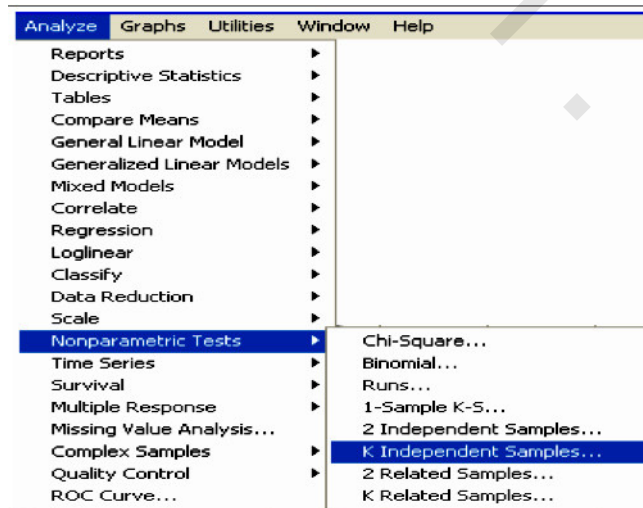 Analyze Graphs Utilities Window Help
Reports
Descriptive Statistics
Tables
Compare Means
General Linear Model
Generalized Linear Models
Mixed Models
Correlate
Regression
Loglinear
Classify
Data Reduction
Scale
Nonparametric Tests
Time Series
Survival
Multiple Response
Missing Value Analysis...
Complex Samples
Quality Control
ROC Curve...
Chi-Square...
Binomial...
Runs...
1-Sample K-S...
2 Independent Samples...
K Independent Samples...
2 Related Samples...
K Related Samples...